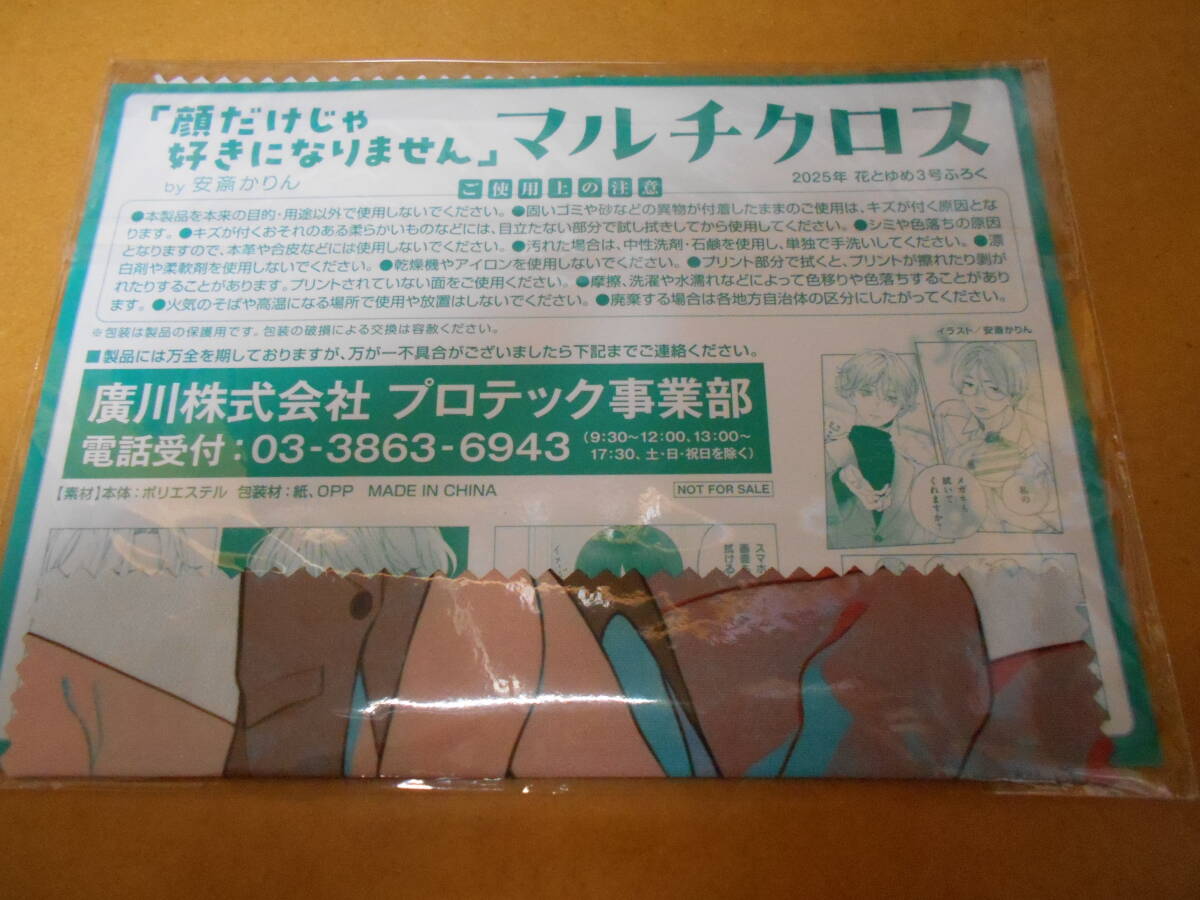 「顔だけじゃ
好きになりません」
マルチクロス
by 安斎かりん
2025年 花とゆめ3号ふろく
ご使用上の注意
●本製品を本来の目的・用途以外で使用しないでください。●固いゴミや砂などの異物が付着したままのご使用は、キズが付く原因とな
ります。●キズが付くおそれのある柔らかいものなどには、目立たない部分で試し拭きしてから使用してください。●シミや色落ちの原因
となりますので、本革や合皮などには使用しないでください。●汚れた場合は、中性洗剤・石鹸を使用し、単独で手洗いしてください。●漂
白剤や柔軟剤を使用しないでください。●乾燥機やアイロンを使用しないでください。●プリント部分で拭くと、プリントが擦れたり剥が
れたりすることがあります。プリントされていない面をご使用ください。●摩擦、洗濯や水濡れなどによって色移りや色落ちすることがあり
ます。●火気のそばや高温になる場所で使用や放置はしないでください。●廃棄する場合は各地方自治体の区分にしたがってください。
※包装は製品の保護用です。包装の破損による交換は容赦ください。
イラスト／安斎かりん
■製品には万全を期しておりますが、万が一不具合がございましたら下記までご連絡ください。
廣川株式会社 プロテック事業部
電話受付：03-3863-6943
（9:30～12:00、13:00～
17:30、土・日・祝日を除く）
【素材】本体：ポリエステル 包装材：紙、OPP MADE IN CHINA
NOT FOR SALE
私の
メガネも
拭いて
くれますか？
スマホ
画面も
拭ける